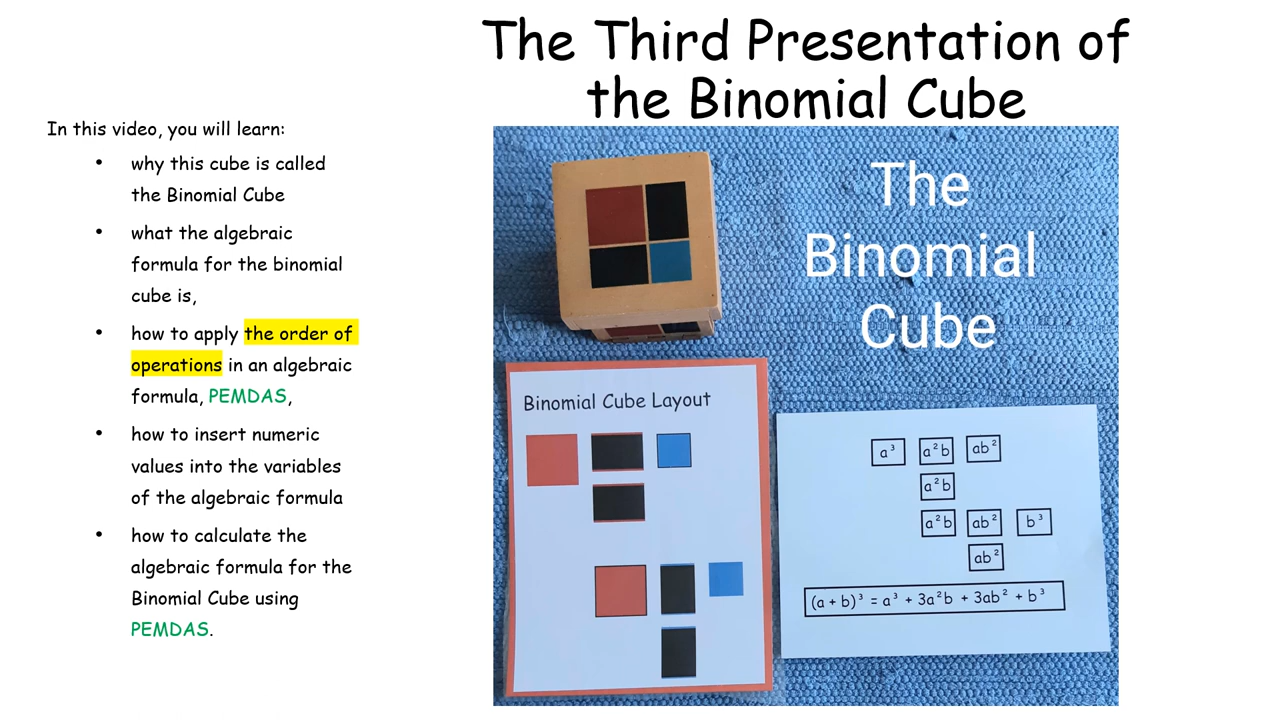 The Third Presentation of
the Binomial Cube
In this video, you will learn:
• why this cube is called
the Binomial Cube
• what the algebraic
formula for the binomial
cube is,
• how to apply the order of
operations in an algebraic
formula, PEMDAS,
• how to insert numeric
values into the variables
of the algebraic formula
• how to calculate the
algebraic formula for the
Binomial Cube using
PEMDAS.
The
Binomial
Cube
Binomial Cube Layout
a³ a²b ab²
a²b
a²b ab² b³
ab²
(a + b)³ = a³ + 3a²b + 3ab² + b³